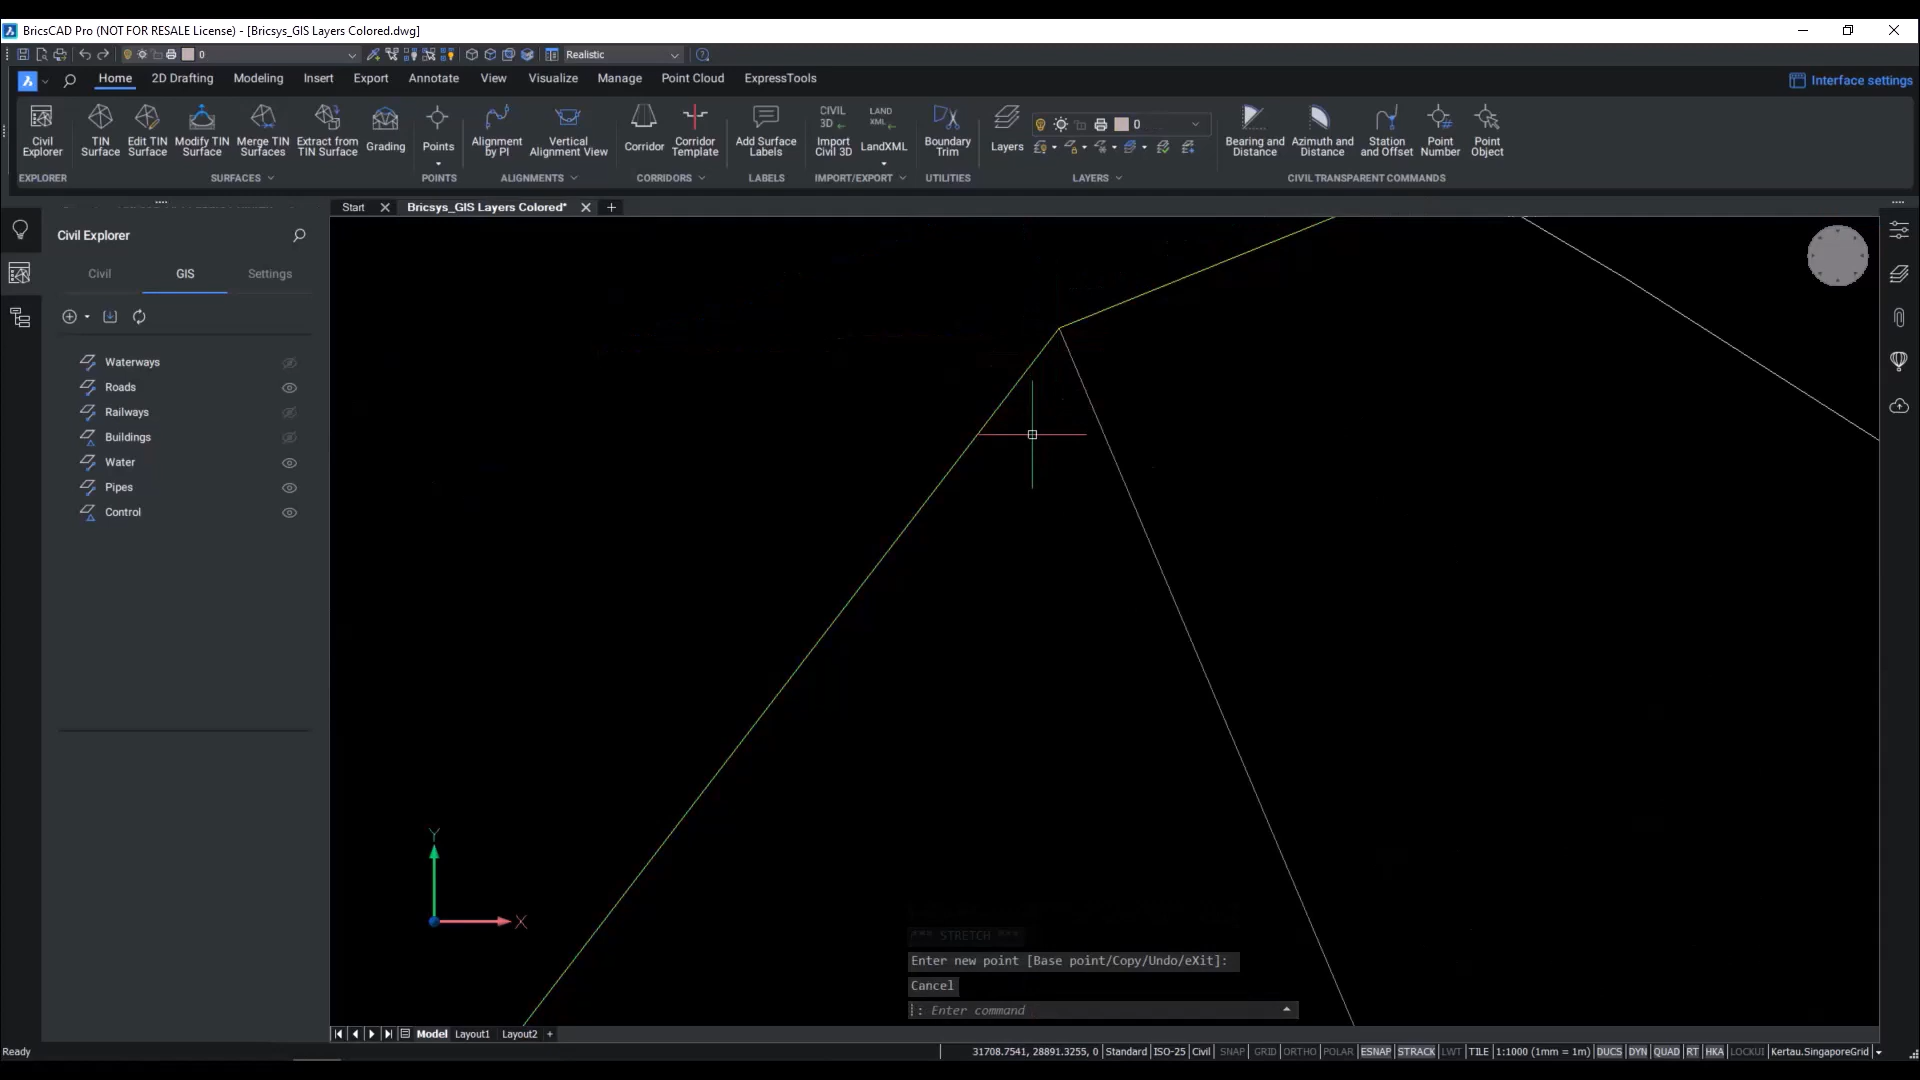 BricsCAD Pro (NOT FOR RESALE License) - [Bricsys_GIS Layers Colored.dwg]
0
Realistic
Home 2D Drafting Modeling Insert Export Annotate View Visualize Manage Point Cloud ExpressTools
Interface settings
Civil Explorer
TIN Surface
Edit TIN Surface
Modify TIN Surface
Merge TIN Surfaces
Extract from TIN Surface
Grading
Points
Alignment by PI
Vertical Alignment View
Corridor
Corridor Template
Add Surface Labels
CIVIL 3D
Import Civil 3D
LAND XML
LandXML
Boundary Trim
Layers
0
Bearing and Distance
Azimuth and Distance
Station and Offset
Point Number
Point Object
EXPLORER SURFACES POINTS ALIGNMENTS CORRIDORS LABELS IMPORT/EXPORT UTILITIES LAYERS CIVIL TRANSPARENT COMMANDS
Start Bricsys_GIS Layers Colored*
Civil Explorer
Civil GIS Settings
Waterways
Roads
Railways
Buildings
Water
Pipes
Control
Y
X
*** STRETCH ***
Enter new point [Base point/Copy/Undo/eXit]:
Cancel
: Enter command
Model Layout1 Layout2 +
Ready
31708.7541, 28891.3255, 0 Standard ISO-25 Civil SNAP GRID ORTHO POLAR ESNAP STRACK LWT TILE 1:1000 (1mm = 1m) DUCS DYN QUAD RT HKA LOCKUI Kertau.SingaporeGrid